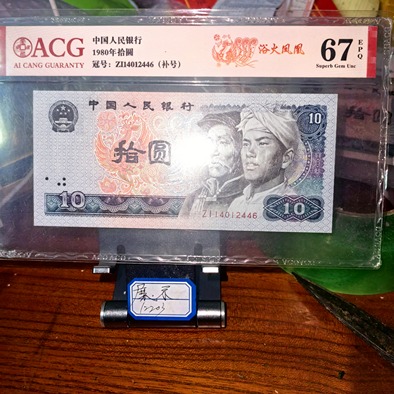 ACG
AI CANG GUARANTY
中国人民银行
1980年拾圆
冠号：ZJ14012446（补号）
浴火凤凰
67 EPQ
Superb Gem Unc
中国人民银行
10
拾圆
10
ZJ14012446
10
12203